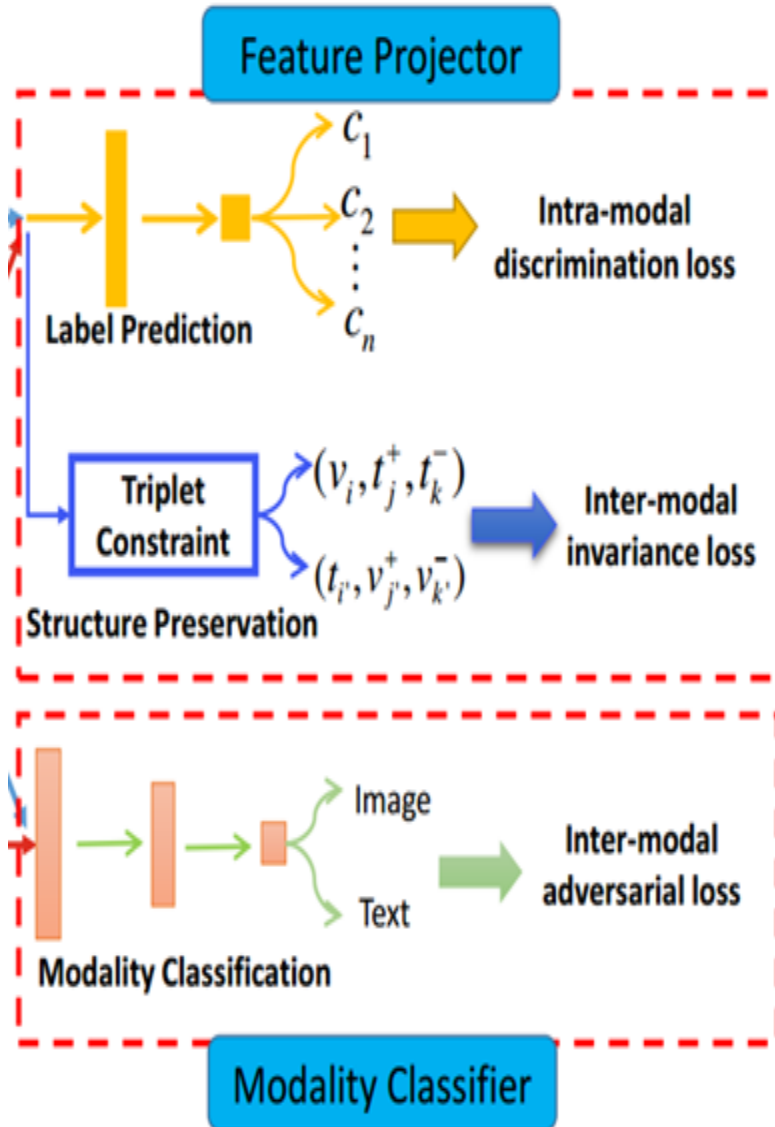 Feature Projector
c₁
c₂
⋮
cₙ
Intra-modal
discrimination loss
Label Prediction
Triplet
Constraint
(vᵢ, tⱼ⁺, tₖ⁻)
(tᵢ', vⱼ'⁺, vₖ'⁻)
Inter-modal
invariance loss
Structure Preservation
Image
Text
Inter-modal
adversarial loss
Modality Classification
Modality Classifier